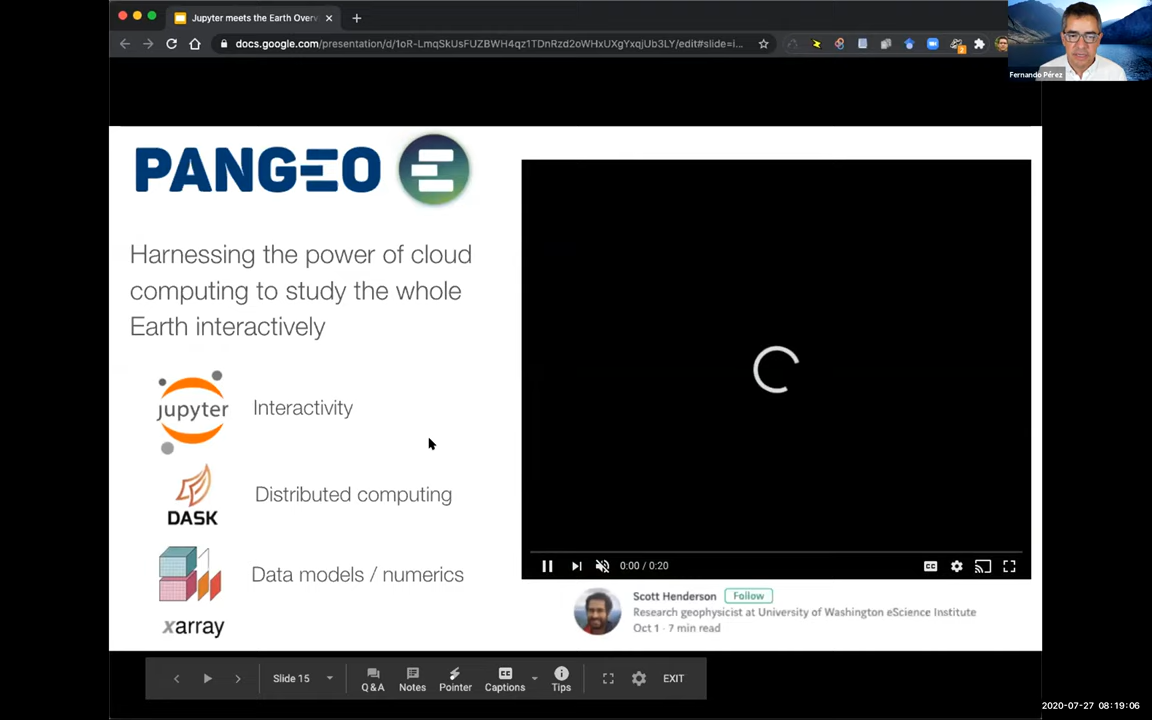 Jupyter meets the Earth Overv
docs.google.com/presentation/d/1oR-LmqSkUsFUZBWH4qz1TDnRzd2oWHxUXgYxqjUb3LY/edit#slide=i...
2
Fernando Pérez
PANGEO
Harnessing the power of cloud
computing to study the whole
Earth interactively
jupyter
Interactivity
DASK
Distributed computing
Data models / numerics
xarray
0:00 / 0:20
CC
Scott Henderson Follow
Research geophysicist at University of Washington eScience Institute
Oct 1 · 7 min read
Slide 15
Q&A
Notes
Pointer
CC
Captions
Tips
EXIT
2020-07-27 08:19:06